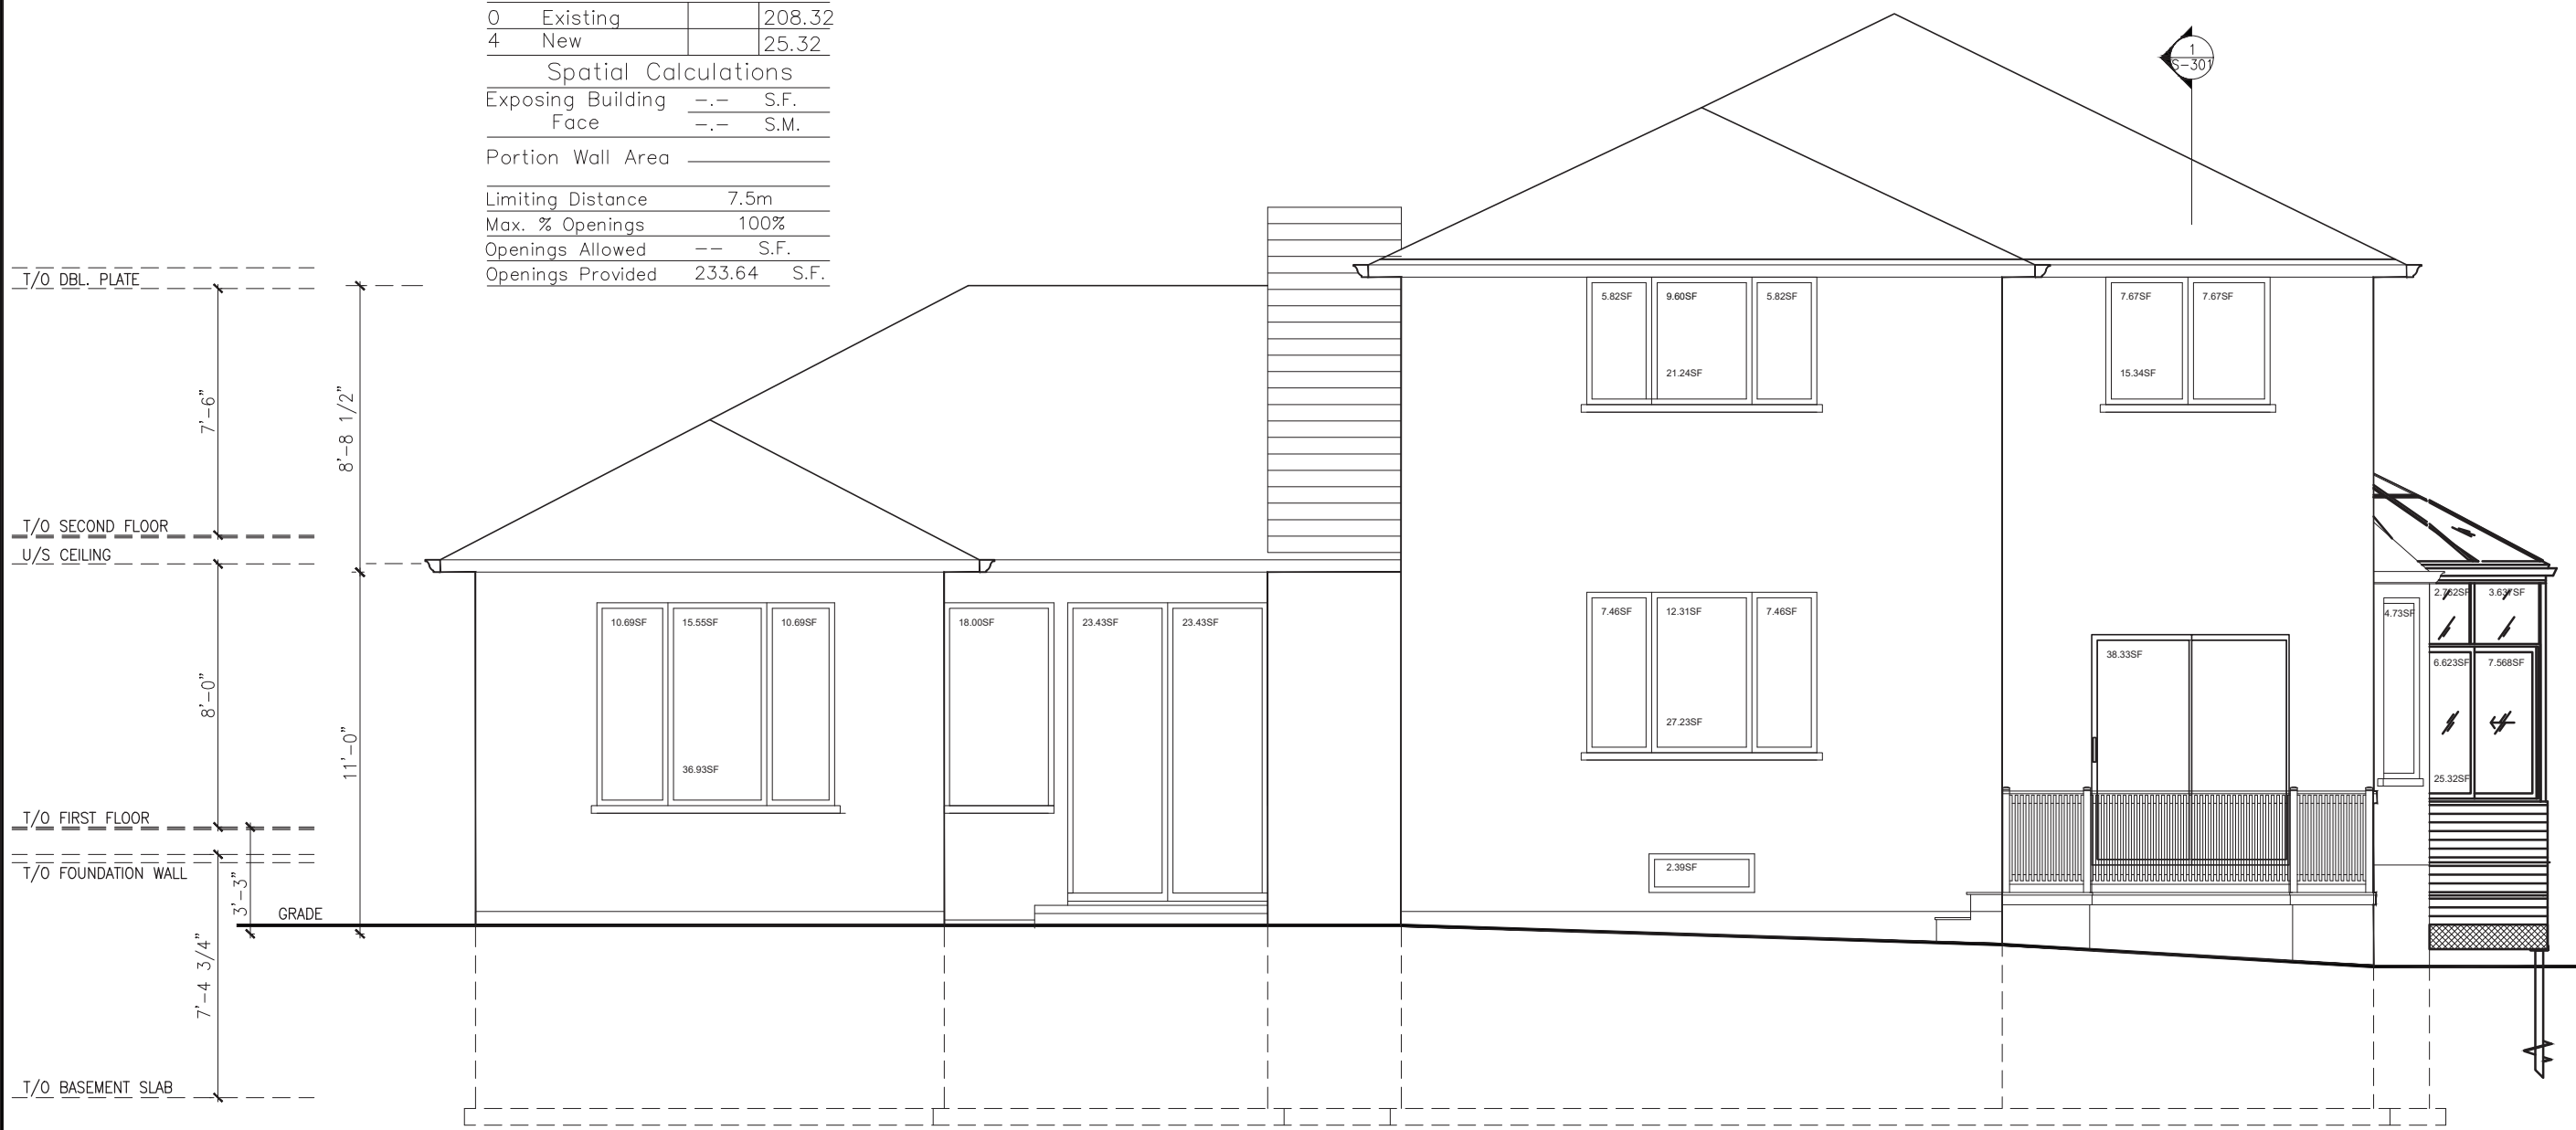 0 Existing 208.32
4 New 25.32
Spatial Calculations
Exposing Building -.- S.F.
Face -.- S.M.
Portion Wall Area
Limiting Distance 7.5m
Max. % Openings 100%
Openings Allowed -- S.F.
Openings Provided 233.64 S.F.
1
S-301
T/O DBL. PLATE
7'-6"
8'-8 1/2"
T/O SECOND FLOOR
U/S CEILING
8'-0"
11'-0"
T/O FIRST FLOOR
T/O FOUNDATION WALL
3'-3"
GRADE
7'-4 3/4"
T/O BASEMENT SLAB
5.82SF 9.60SF 5.82SF
21.24SF
7.67SF 7.67SF
15.34SF
10.69SF 15.55SF 10.69SF
36.93SF
18.00SF
23.43SF 23.43SF
7.46SF 12.31SF 7.46SF
27.23SF
2.39SF
38.33SF
4.73SF
3.637SF
6.623SF 7.568SF
25.32SF